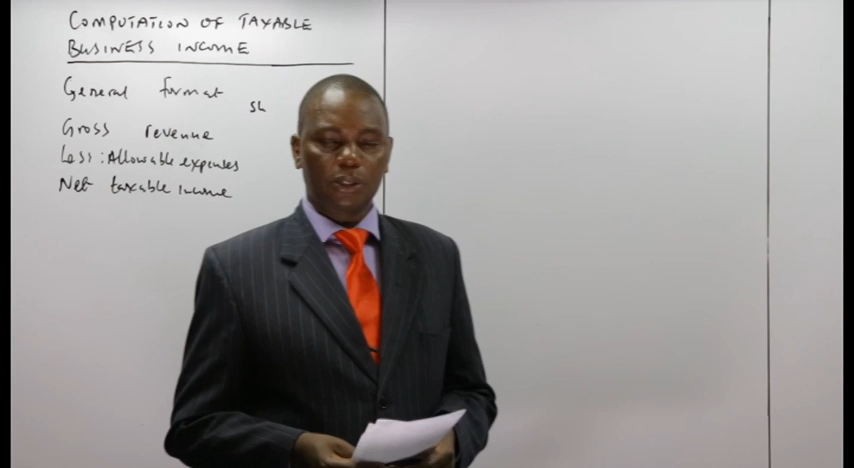 COMPUTATION OF TAXABLE
BUSINESS INCOME
General format
Sh
Gross revenue
Less: Allowable expenses
Net taxable income